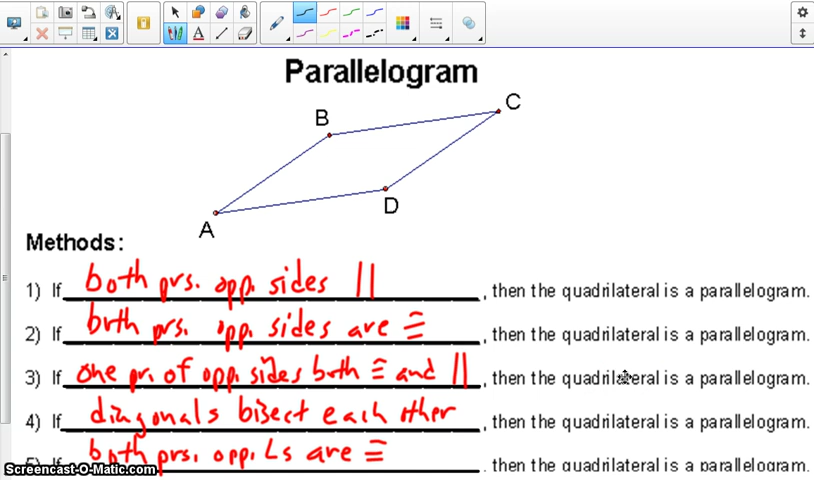 Parallelogram
B
C
A
D
Methods:
1) If both prs. opp. sides || , then the quadrilateral is a parallelogram.
2) If both prs. opp. sides are ≅ , then the quadrilateral is a parallelogram.
3) If one pr. of opp. sides both ≅ and || , then the quadrilateral is a parallelogram.
4) If diagonals bisect each other , then the quadrilateral is a parallelogram.
5) If both prs. opp. ∠s are ≅ , then the quadrilateral is a parallelogram.
Screencast-O-Matic.com